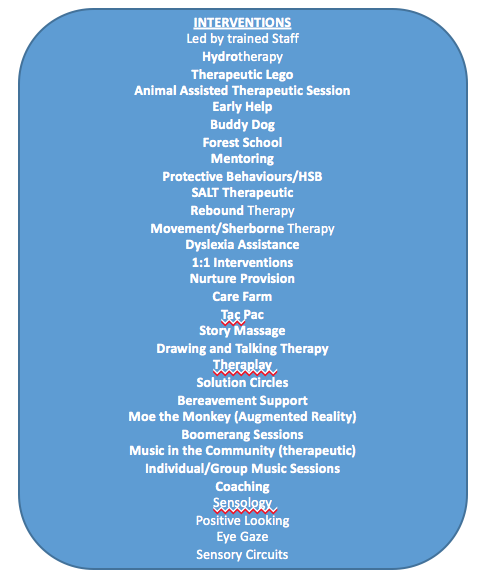 INTERVENTIONS
Led by trained Staff
Hydrotherapy
Therapeutic Lego
Animal Assisted Therapeutic Session
Early Help
Buddy Dog
Forest School
Mentoring
Protective Behaviours/HSB
SALT Therapeutic
Rebound Therapy
Movement/Sherborne Therapy
Dyslexia Assistance
1:1 Interventions
Nurture Provision
Care Farm
Tac Pac
Story Massage
Drawing and Talking Therapy
Theraplay
Solution Circles
Bereavement Support
Moe the Monkey (Augmented Reality)
Boomerang Sessions
Music in the Community (therapeutic)
Individual/Group Music Sessions
Coaching
Sensology
Positive Looking
Eye Gaze
Sensory Circuits